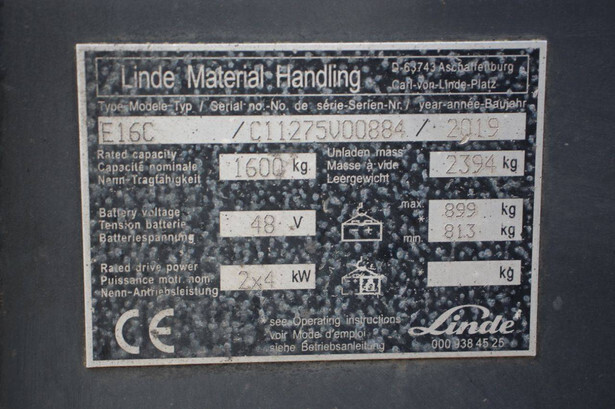 Linde Material Handling
D-63743 Aschaffenburg
Carl-von-Linde-Platz
Type-Modele-Typ / Serial no.-No. de série-Serien-Nr. / year-année-Baujahr
E16C / C11275V00884 / 2019
Rated capacity
Capacité nominale
Nenn-Tragfähigkeit
1600 kg
Unladen mass
Masse à vide
Leergewicht
2394 kg
Battery voltage
Tension batterie
Batteriespannung
48 V
max. 899 kg
*
min. 813 kg
Rated drive power
Puissance motr. nom.
Nenn-Antriebsleistung
2x4 kW
kg
CE
*see Operating instructions
voir Mode d'emploi
siehe Betriebsanleitung
Linde
000 938 45 25